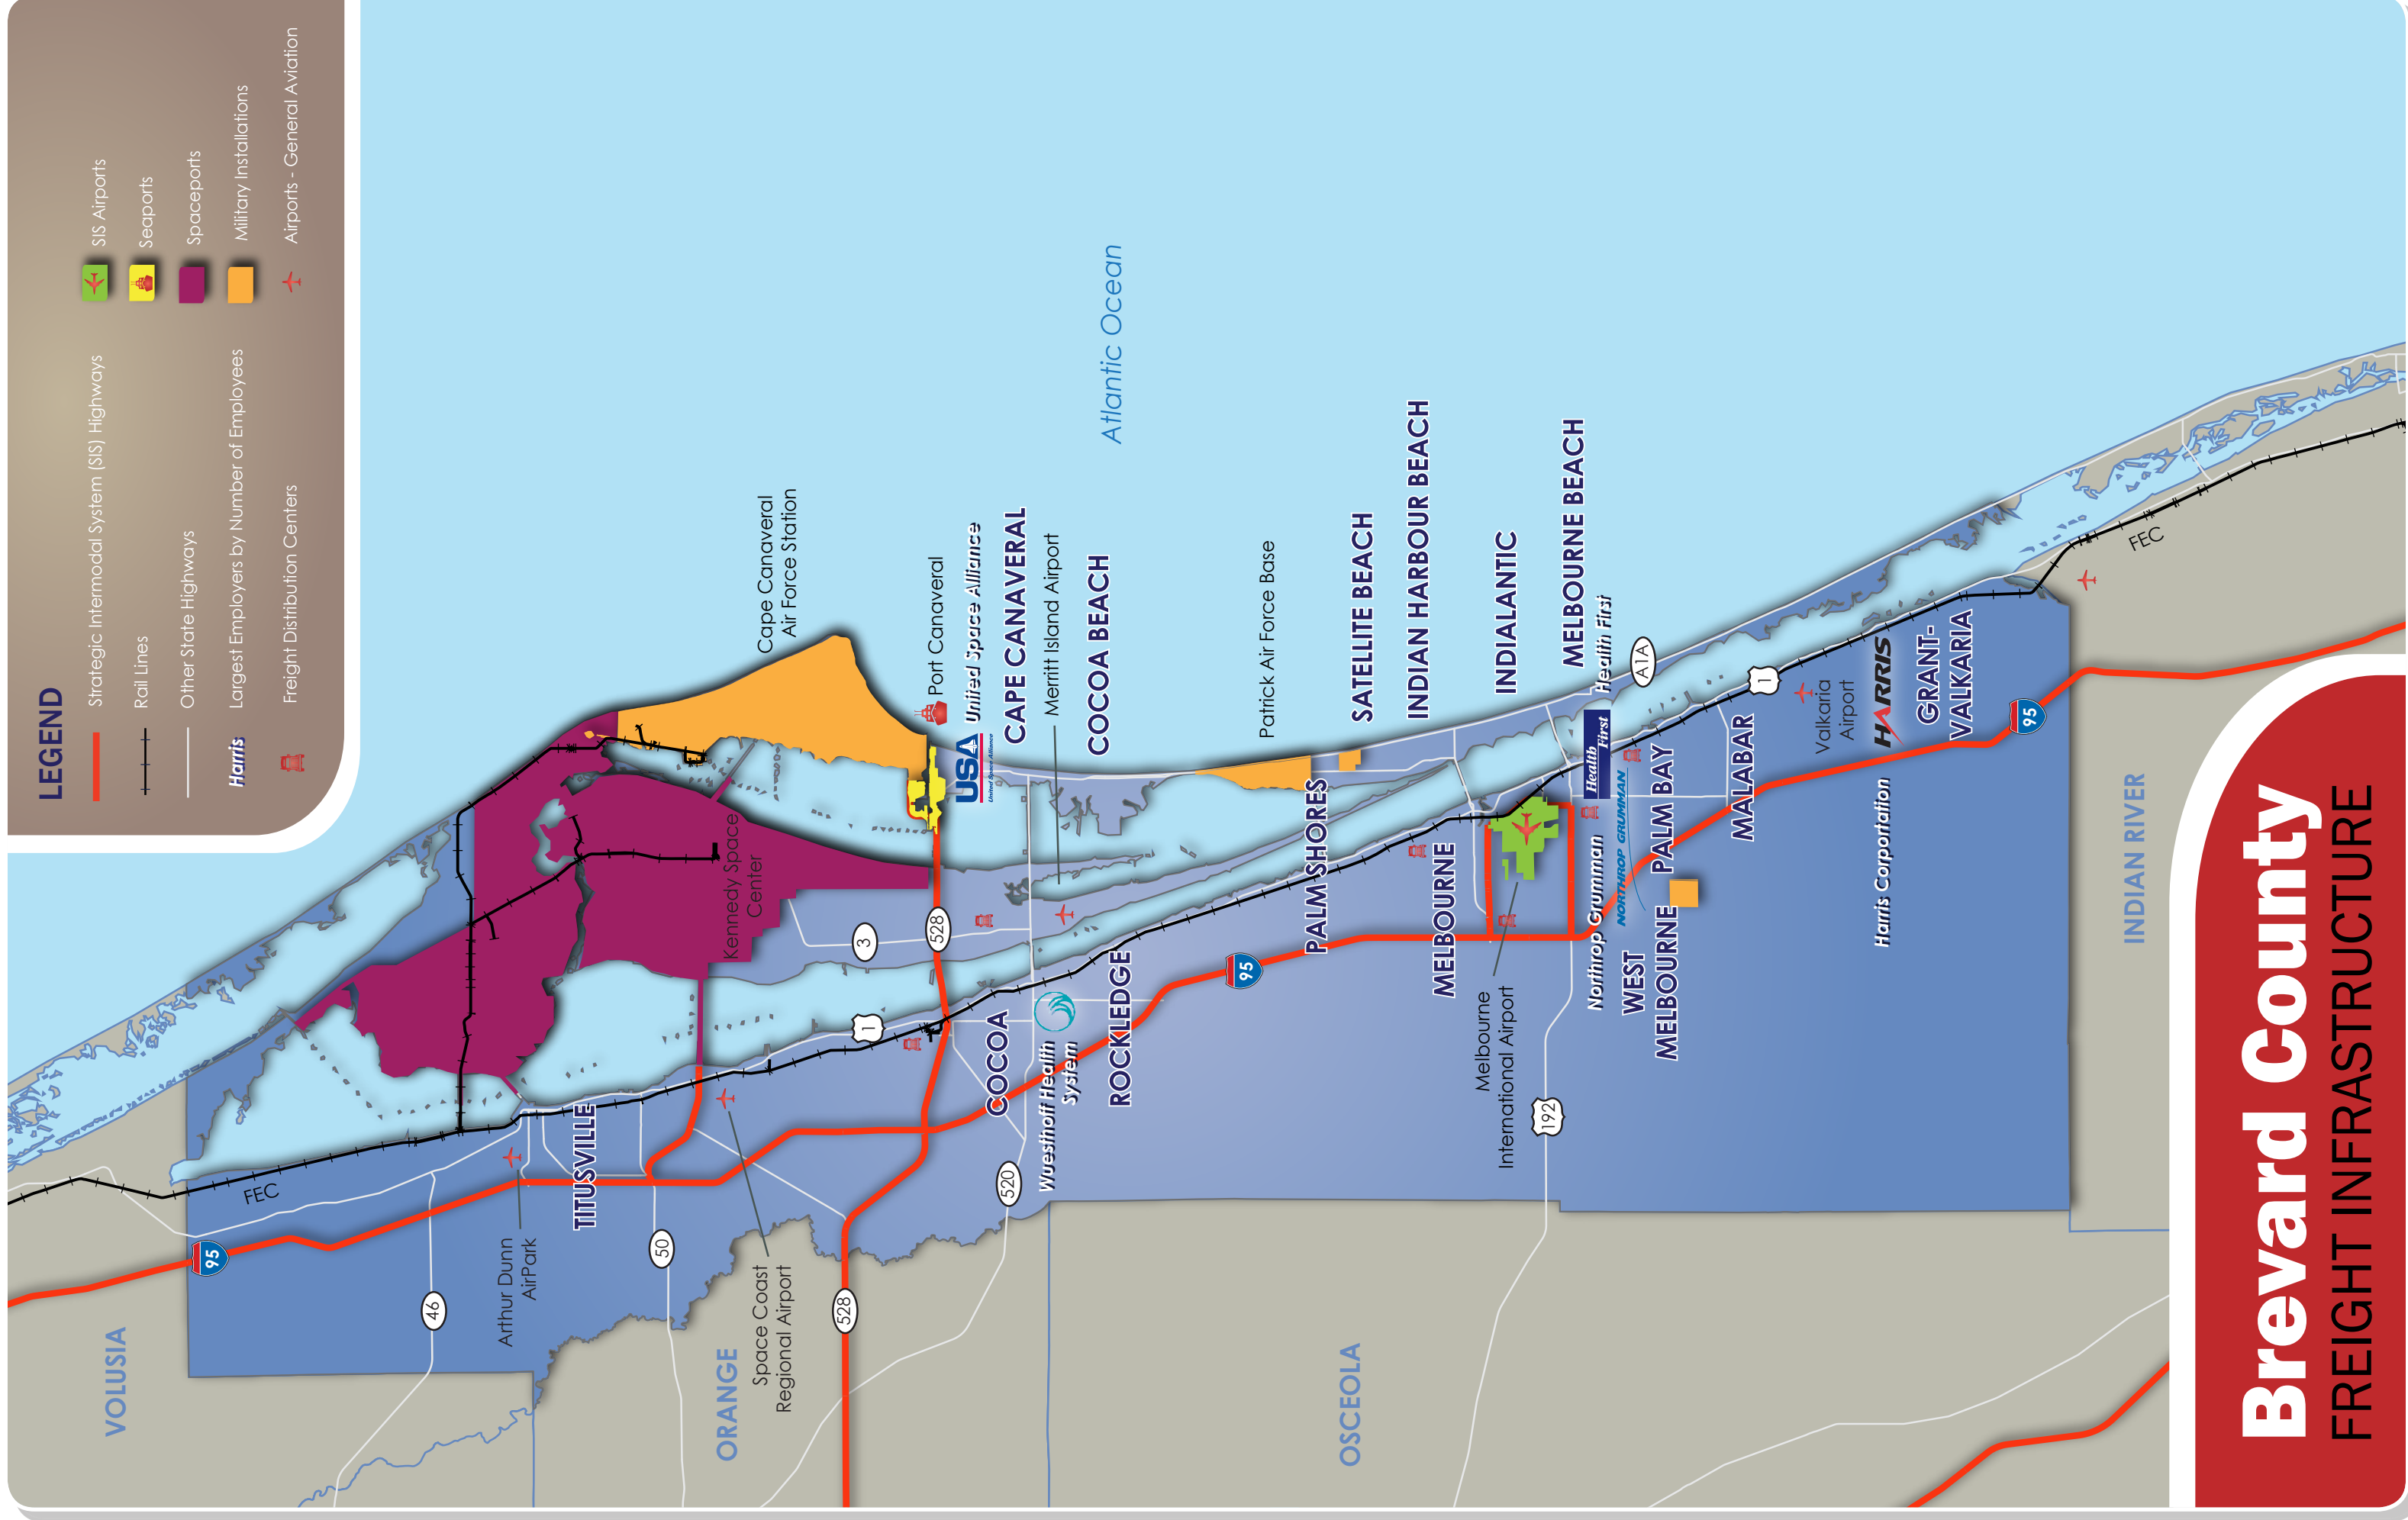 LEGEND
Strategic Intermodal System (SIS) Highways
Rail Lines
Other State Highways
Harris
Largest Employers by Number of Employees
Freight Distribution Centers
SIS Airports
Seaports
Spaceports
Military Installations
Airports - General Aviation
VOLUSIA
95
FEC
46
Arthur Dunn
AirPark
TITUSVILLE
50
ORANGE
Space Coast
Regional Airport
Kennedy Space
Center
Cape Canaveral
Air Force Station
3
1
528
528
Port Canaveral
USA
United Space Alliance
United Space Alliance
CAPE CANAVERAL
Merritt Island Airport
COCOA BEACH
Atlantic Ocean
COCOA
520
Wuesthoff Health
System
ROCKLEDGE
95
Patrick Air Force Base
PALM SHORES
SATELLITE BEACH
OSCEOLA
INDIAN HARBOUR BEACH
MELBOURNE
Melbourne
International Airport
INDIALANTIC
192
MELBOURNE BEACH
Health First
Health
First
Northrop Grumman
NORTHROP GRUMMAN
A1A
WEST
MELBOURNE
PALM BAY
MALABAR
1
Valkaria
Airport
HARRIS
Harris Corportation
GRANT-
VALKARIA
95
INDIAN RIVER
FEC
Brevard County
FREIGHT INFRASTRUCTURE